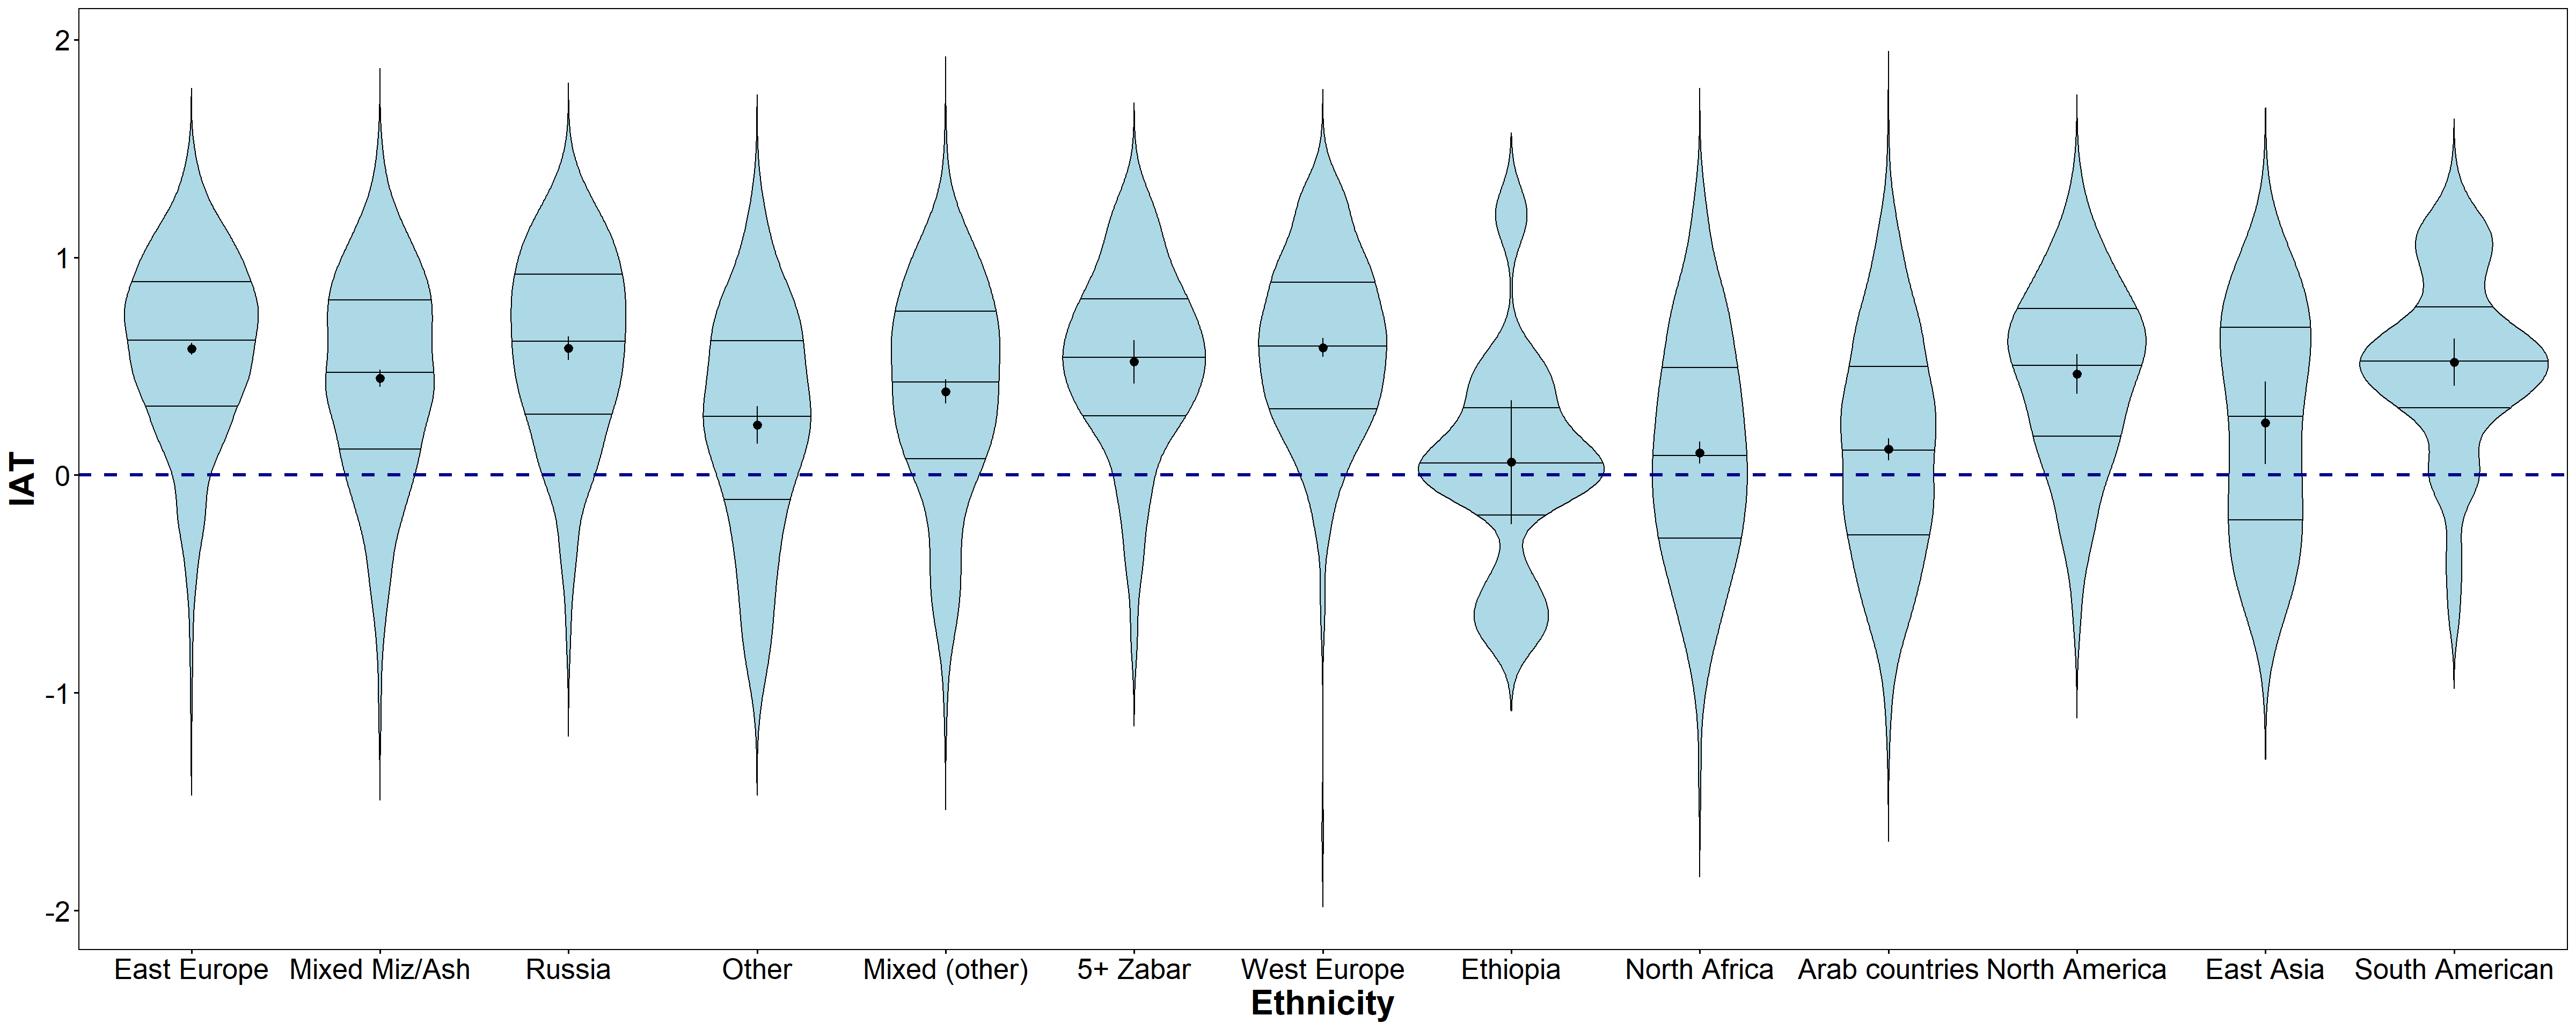 IAT
2
1
0
-1
-2
East Europe Mixed Miz/Ash Russia Other Mixed (other) 5+ Zabar West Europe Ethiopia North Africa Arab countries North America East Asia South American
Ethnicity